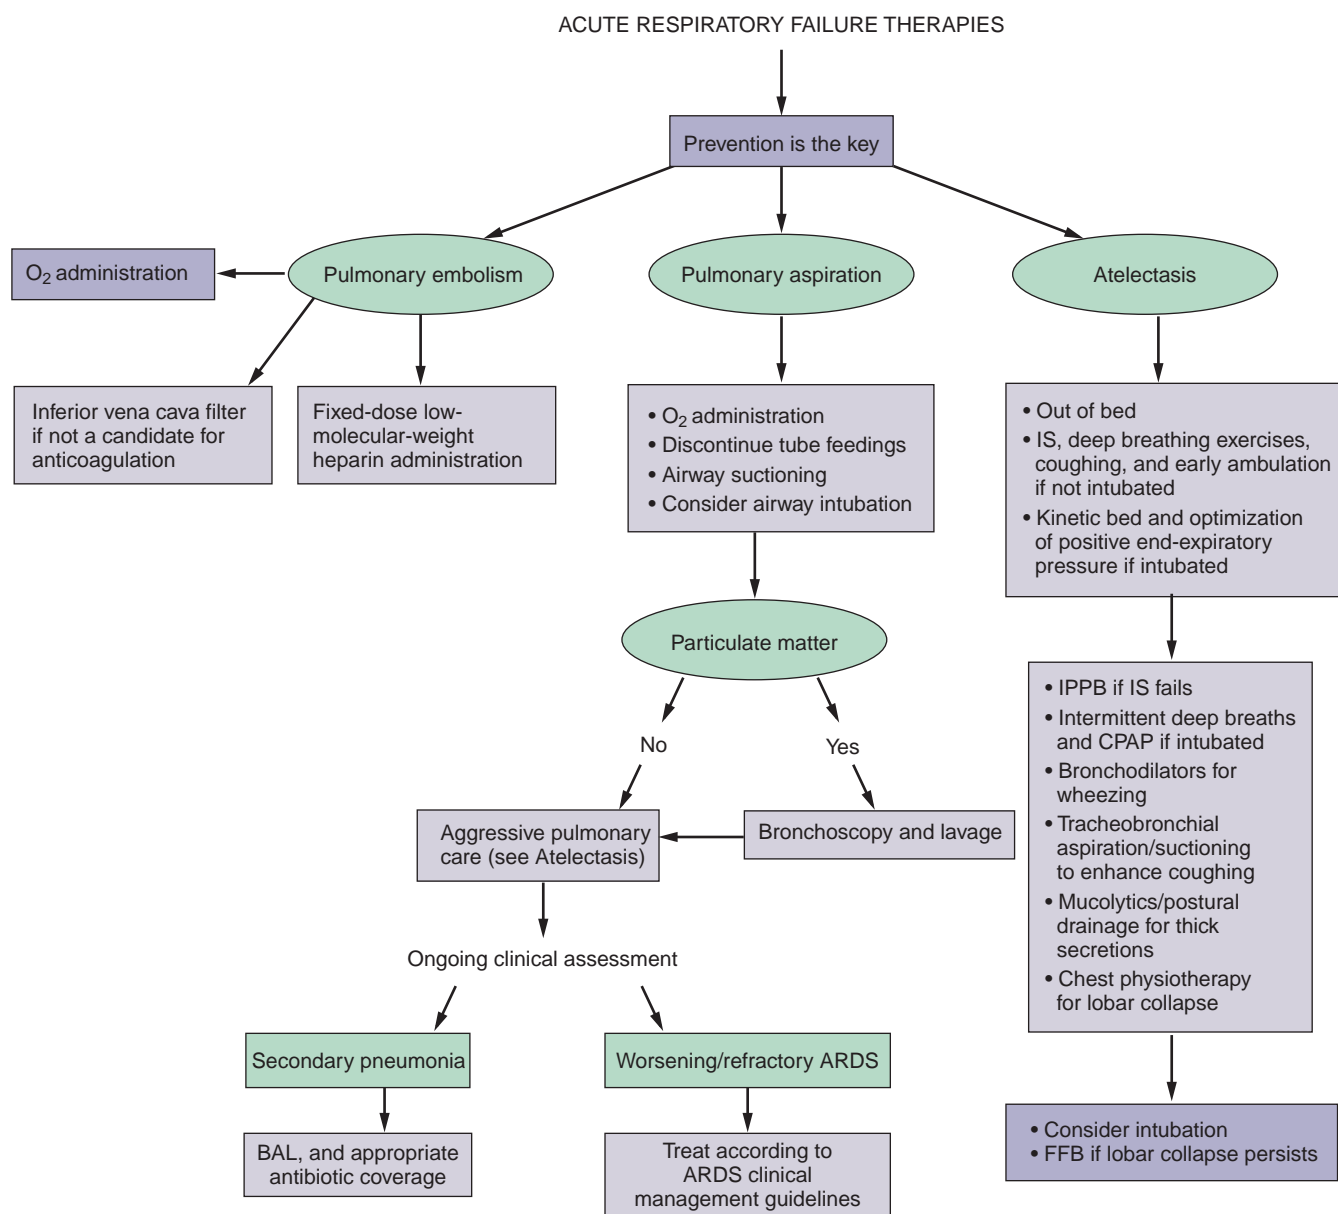 ACUTE RESPIRATORY FAILURE THERAPIES
Prevention is the key
O2 administration
Pulmonary embolism
Pulmonary aspiration
Atelectasis
Inferior vena cava filter
if not a candidate for
anticoagulation
Fixed-dose low-
molecular-weight
heparin administration
• O2 administration
• Discontinue tube feedings
• Airway suctioning
• Consider airway intubation
• Out of bed
• IS, deep breathing exercises,
coughing, and early ambulation
if not intubated
• Kinetic bed and optimization
of positive end-expiratory
pressure if intubated
Particulate matter
No
Yes
Aggressive pulmonary
care (see Atelectasis)
Bronchoscopy and lavage
• IPPB if IS fails
• Intermittent deep breaths
and CPAP if intubated
• Bronchodilators for
wheezing
• Tracheobronchial
aspiration/suctioning
to enhance coughing
• Mucolytics/postural
drainage for thick
secretions
• Chest physiotherapy
for lobar collapse
Ongoing clinical assessment
Secondary pneumonia
Worsening/refractory ARDS
BAL, and appropriate
antibiotic coverage
Treat according to
ARDS clinical
management guidelines
• Consider intubation
• FFB if lobar collapse persists